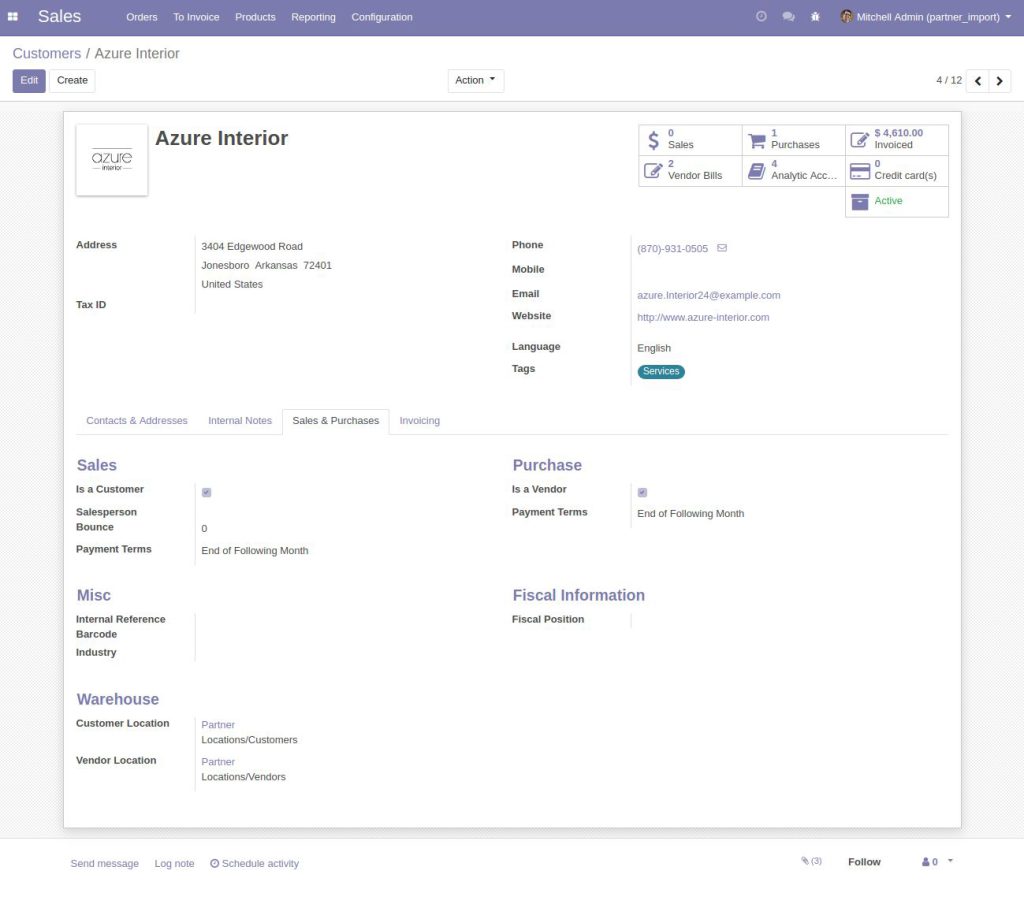 Sales Orders To Invoice Products Reporting Configuration Mitchell Admin (partner_import)
Customers / Azure Interior
Edit Create Action 4 / 12
azure
interior
Azure Interior
0
Sales
1
Purchases
$ 4,610.00
Invoiced
2
Vendor Bills
4
Analytic Acc...
0
Credit card(s)
Active
Address
3404 Edgewood Road
Jonesboro Arkansas 72401
United States
Tax ID
Phone (870)-931-0505
Mobile
Email azure.Interior24@example.com
Website http://www.azure-interior.com
Language English
Tags Services
Contacts & Addresses Internal Notes Sales & Purchases Invoicing
Sales
Is a Customer
Salesperson
Bounce 0
Payment Terms End of Following Month
Purchase
Is a Vendor
Payment Terms End of Following Month
Misc
Internal Reference
Barcode
Industry
Fiscal Information
Fiscal Position
Warehouse
Customer Location Partner
Locations/Customers
Vendor Location Partner
Locations/Vendors
Send message Log note Schedule activity (3) Follow 0